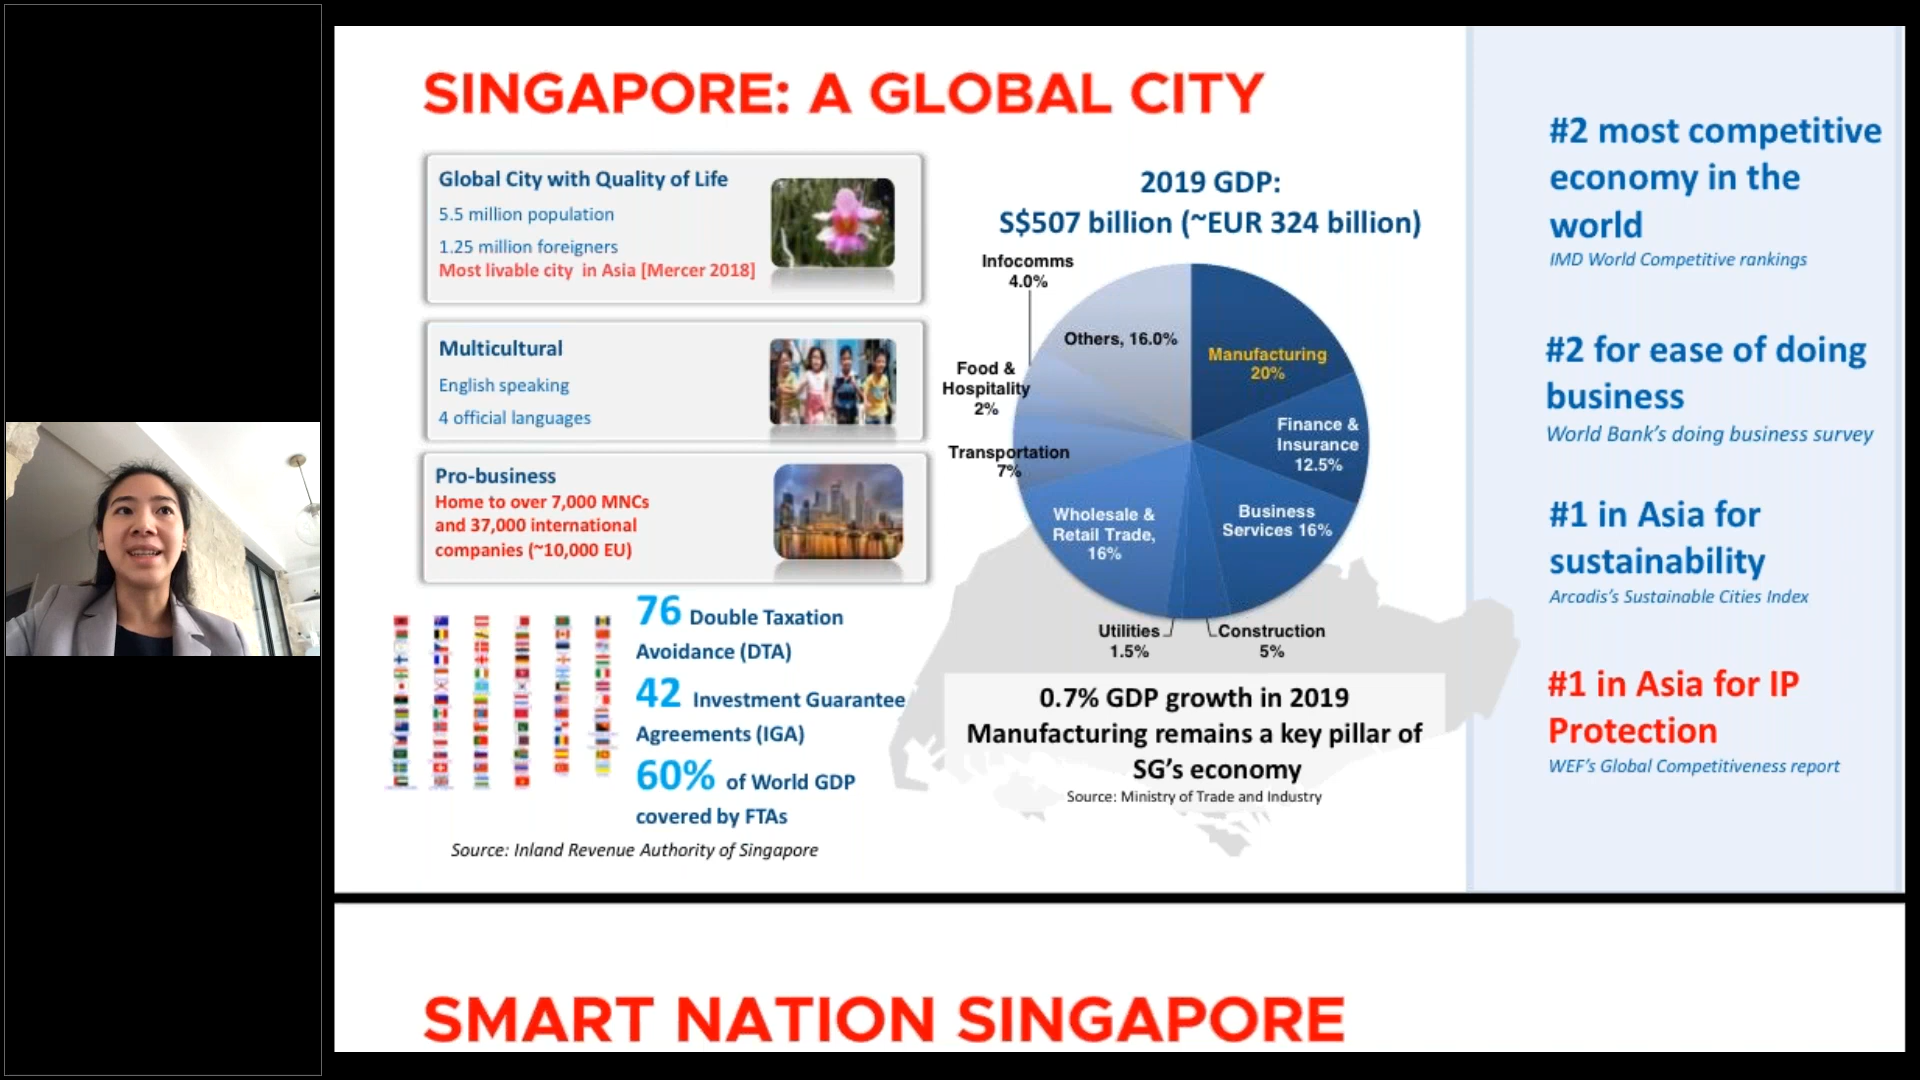 SINGAPORE: A GLOBAL CITY
Global City with Quality of Life
5.5 million population
1.25 million foreigners
Most livable city in Asia [Mercer 2018]
Multicultural
English speaking
4 official languages
Pro-business
Home to over 7,000 MNCs
and 37,000 international
companies (~10,000 EU)
76 Double Taxation
Avoidance (DTA)
42 Investment Guarantee
Agreements (IGA)
60% of World GDP
covered by FTAs
Source: Inland Revenue Authority of Singapore
2019 GDP:
S$507 billion (~EUR 324 billion)
Infocomms
4.0%
Others, 16.0%
Manufacturing
20%
Food &
Hospitality
2%
Finance &
Insurance
12.5%
Transportation
7%
Wholesale &
Retail Trade,
16%
Business
Services 16%
Utilities
1.5%
Construction
5%
0.7% GDP growth in 2019
Manufacturing remains a key pillar of
SG's economy
Source: Ministry of Trade and Industry
#2 most competitive
economy in the
world
IMD World Competitive rankings
#2 for ease of doing
business
World Bank's doing business survey
#1 in Asia for
sustainability
Arcadis's Sustainable Cities Index
#1 in Asia for IP
Protection
WEF's Global Competitiveness report
SMART NATION SINGAPORE